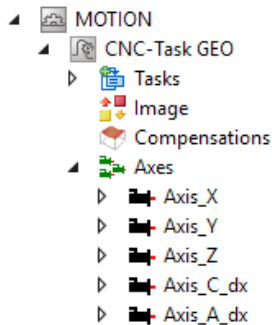 MOTION
CNC-Task GEO
Tasks
Image
Compensations
Axes
Axis_X
Axis_Y
Axis_Z
Axis_C_dx
Axis_A_dx